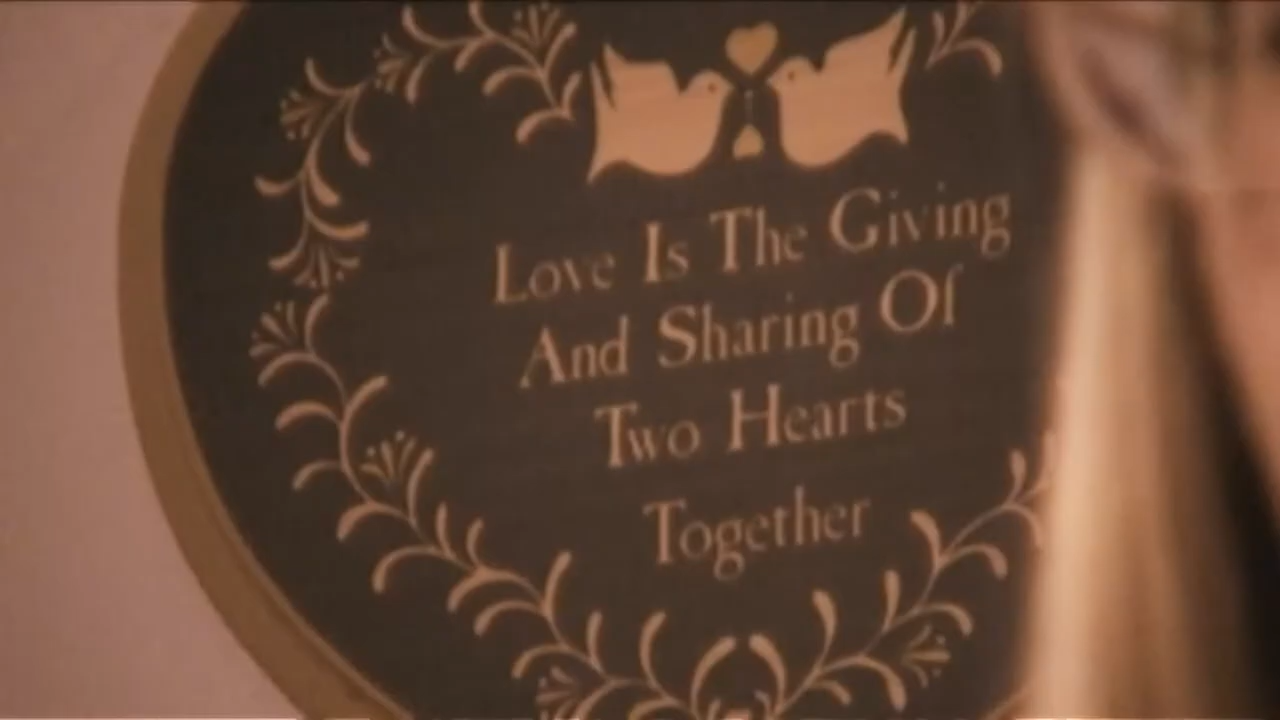 Love Is The Giving
And Sharing Of
Two Hearts
Together